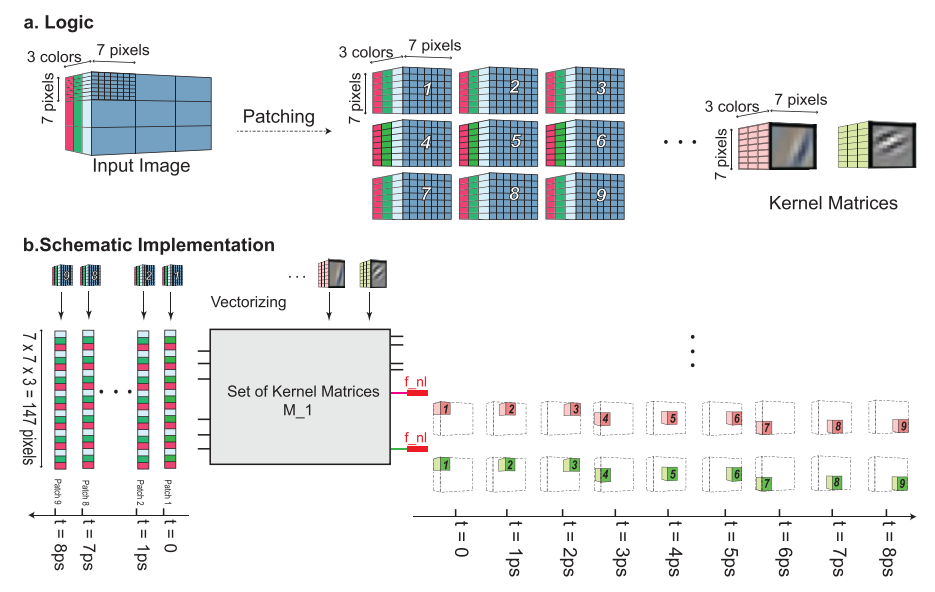 a. Logic
3 colors
7 pixels
7 pixels
Input Image
Patching
3 colors
7 pixels
7 pixels
1
2
3
4
5
6
7
8
9
. . .
3 colors
7 pixels
7 pixels
Kernel Matrices
b.Schematic Implementation
9
8
2
1
. . .
Vectorizing
7 x 7 x 3 = 147 pixels
. . .
Set of Kernel Matrices
M_1
f_nl
f_nl
1
2
3
4
5
6
7
8
9
1
2
3
4
5
6
7
8
9
Patch 9
Patch 8
Patch 2
Patch 1
t = 8ps
t = 7ps
t = 1ps
t = 0
t = 0
t = 1ps
t = 2ps
t = 3ps
t = 4ps
t = 5ps
t = 6ps
t = 7ps
t = 8ps